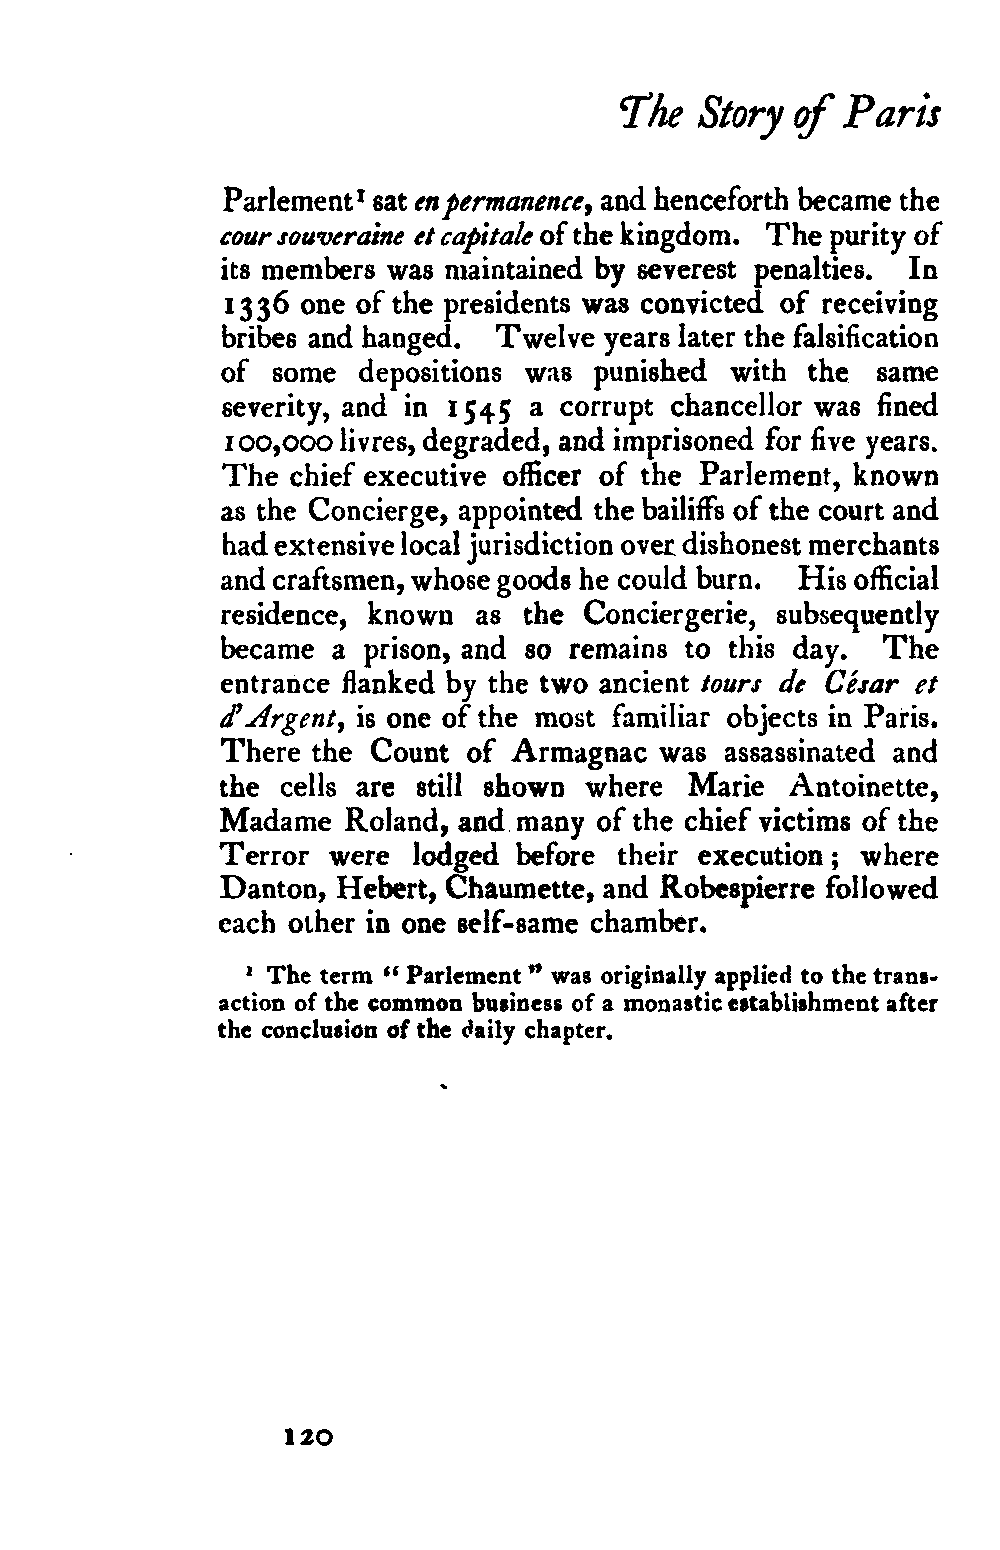 The Story of Paris
Parlement¹ sat en permanence, and henceforth became the
cour souveraine et capitale of the kingdom. The purity of
its members was maintained by severest penalties. In
1336 one of the presidents was convicted of receiving
bribes and hanged. Twelve years later the falsification
of some depositions was punished with the same
severity, and in 1545 a corrupt chancellor was fined
100,000 livres, degraded, and imprisoned for five years.
The chief executive officer of the Parlement, known
as the Concierge, appointed the bailiffs of the court and
had extensive local jurisdiction over dishonest merchants
and craftsmen, whose goods he could burn. His official
residence, known as the Conciergerie, subsequently
became a prison, and so remains to this day. The
entrance flanked by the two ancient tours de César et
d'Argent, is one of the most familiar objects in Paris.
There the Count of Armagnac was assassinated and
the cells are still shown where Marie Antoinette,
Madame Roland, and many of the chief victims of the
Terror were lodged before their execution; where
Danton, Hebert, Chaumette, and Robespierre followed
each other in one self-same chamber.
¹ The term "Parlement" was originally applied to the trans-
action of the common business of a monastic establishment after
the conclusion of the daily chapter.
120